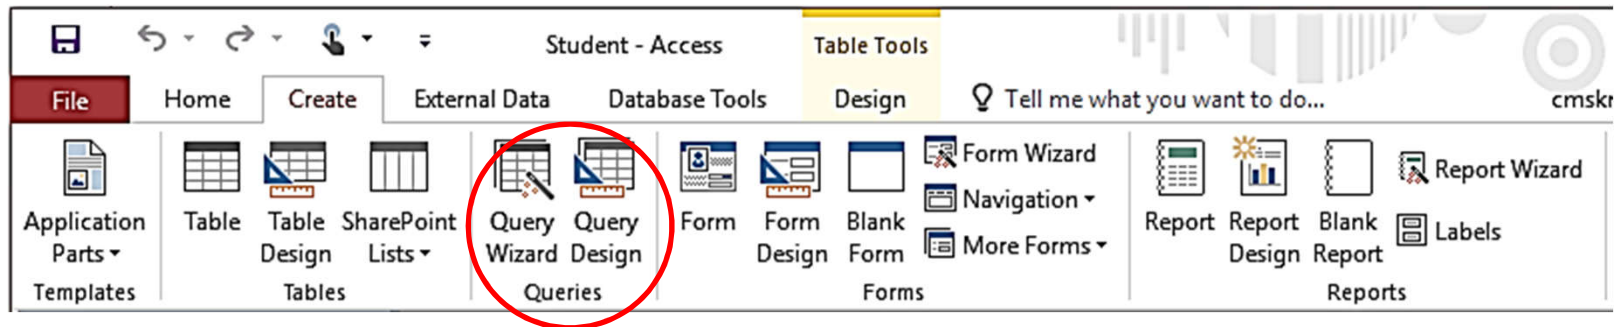 Student - Access
Table Tools
File Home Create External Data Database Tools Design Tell me what you want to do...
Application Parts
Table
Table Design
SharePoint Lists
Query Wizard
Query Design
Form
Form Design
Blank Form
Form Wizard
Navigation
More Forms
Report
Report Design
Blank Report
Report Wizard
Labels
Templates Tables Queries Forms Reports